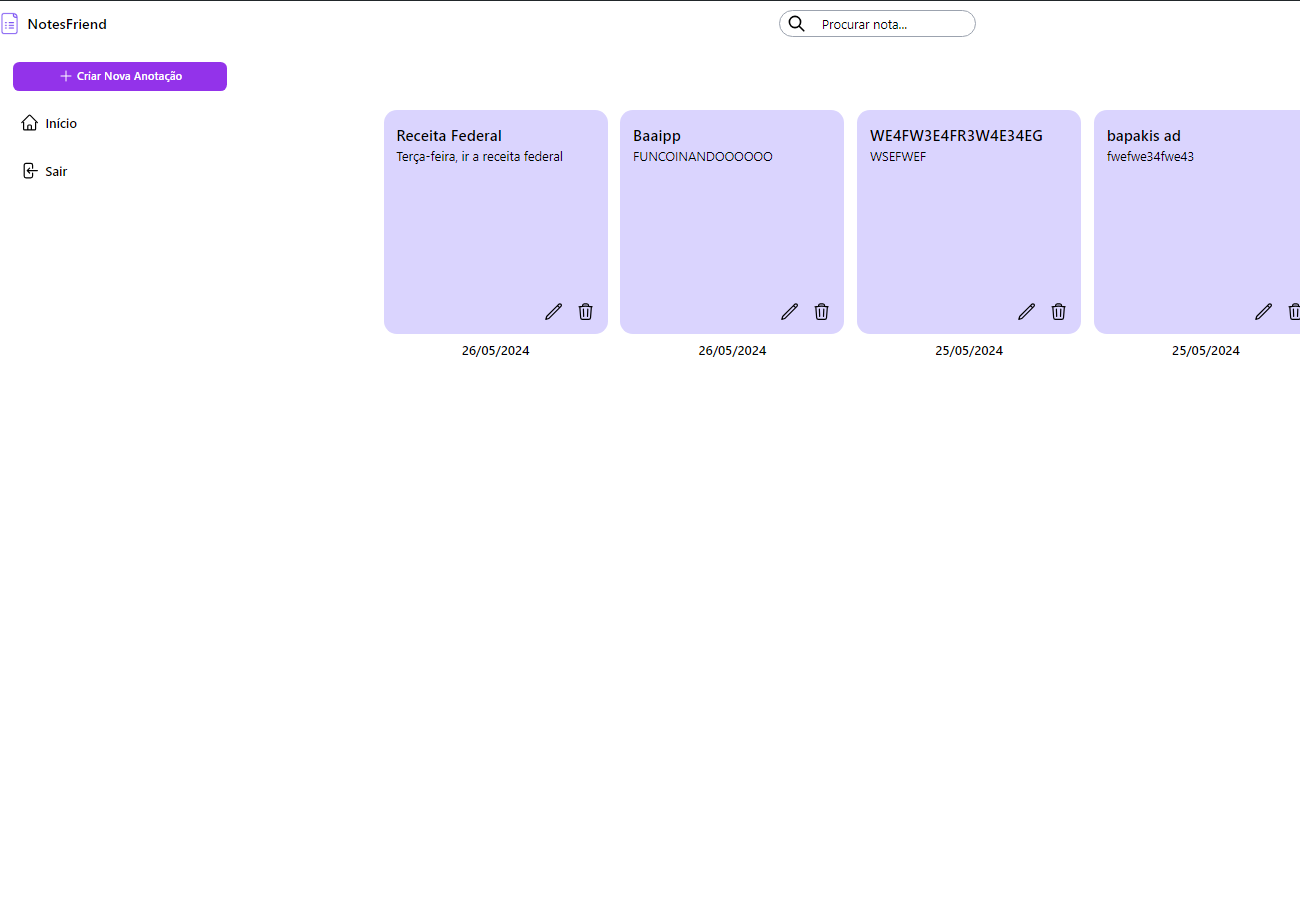 NotesFriend
Procurar nota...
Criar Nova Anotação
Início
Sair
Receita Federal
Terça-feira, ir a receita federal
26/05/2024
Baaipp
FUNCOINANDOOOOOO
26/05/2024
WE4FW3E4FR3W4E34EG
WSEFWEF
25/05/2024
bapakis ad
fwefwe34fwe43
25/05/2024